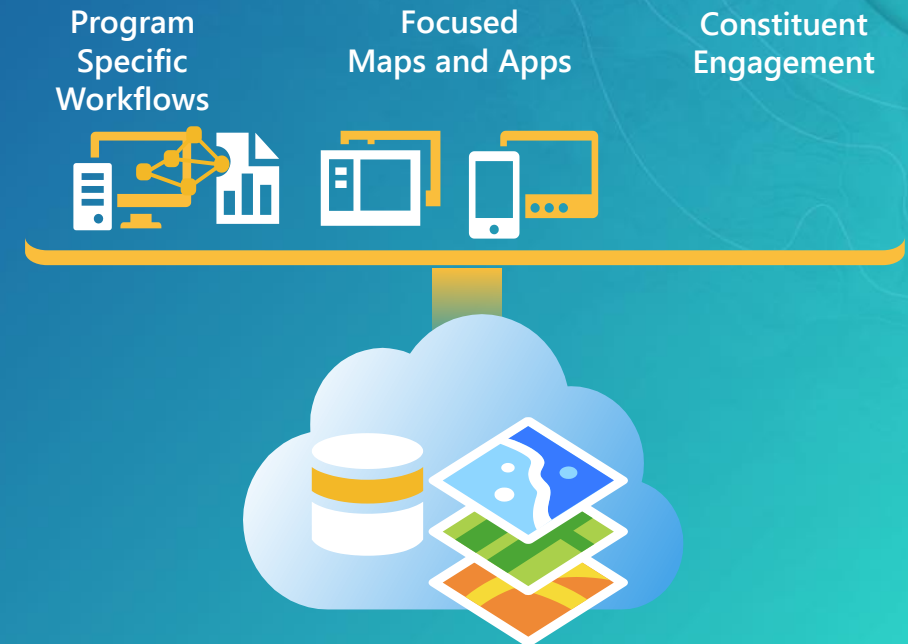 Program
Specific
Workflows
Focused
Maps and Apps
Constituent
Engagement